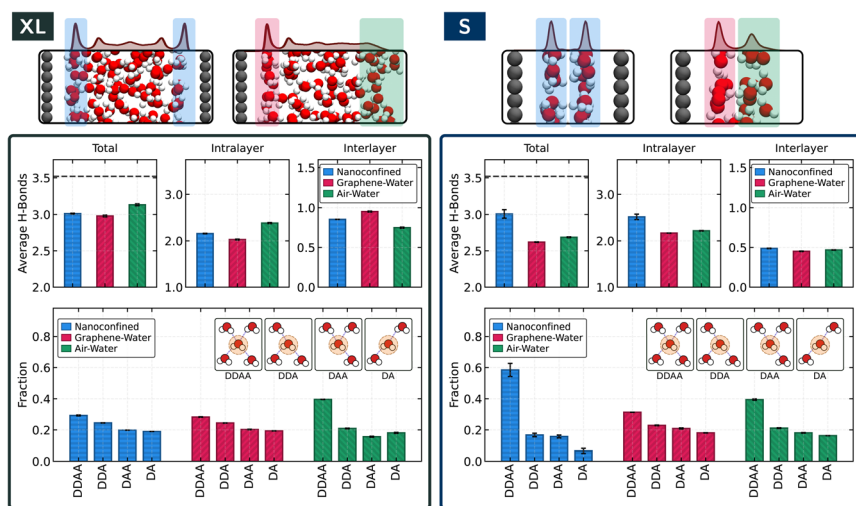 XL
S
Total
Intralayer
Interlayer
Average H-Bonds
3.5
3.0
2.5
2.0
3.0
2.0
1.0
1.5
1.0
0.5
0.0
Nanoconfined
Graphene-Water
Air-Water
Fraction
0.8
0.6
0.4
0.2
0.0
Nanoconfined
Graphene-Water
Air-Water
DDAA
DDA
DAA
DA
DDAA
DDA
DAA
DA
DDAA
DDA
DAA
DA
DDAA
DDA
DAA
DA
Total
Intralayer
Interlayer
Average H-Bonds
3.5
3.0
2.5
2.0
3.0
2.0
1.0
1.5
1.0
0.5
0.0
Nanoconfined
Graphene-Water
Air-Water
Fraction
0.8
0.6
0.4
0.2
0.0
Nanoconfined
Graphene-Water
Air-Water
DDAA
DDA
DAA
DA
DDAA
DDA
DAA
DA
DDAA
DDA
DAA
DA
DDAA
DDA
DAA
DA